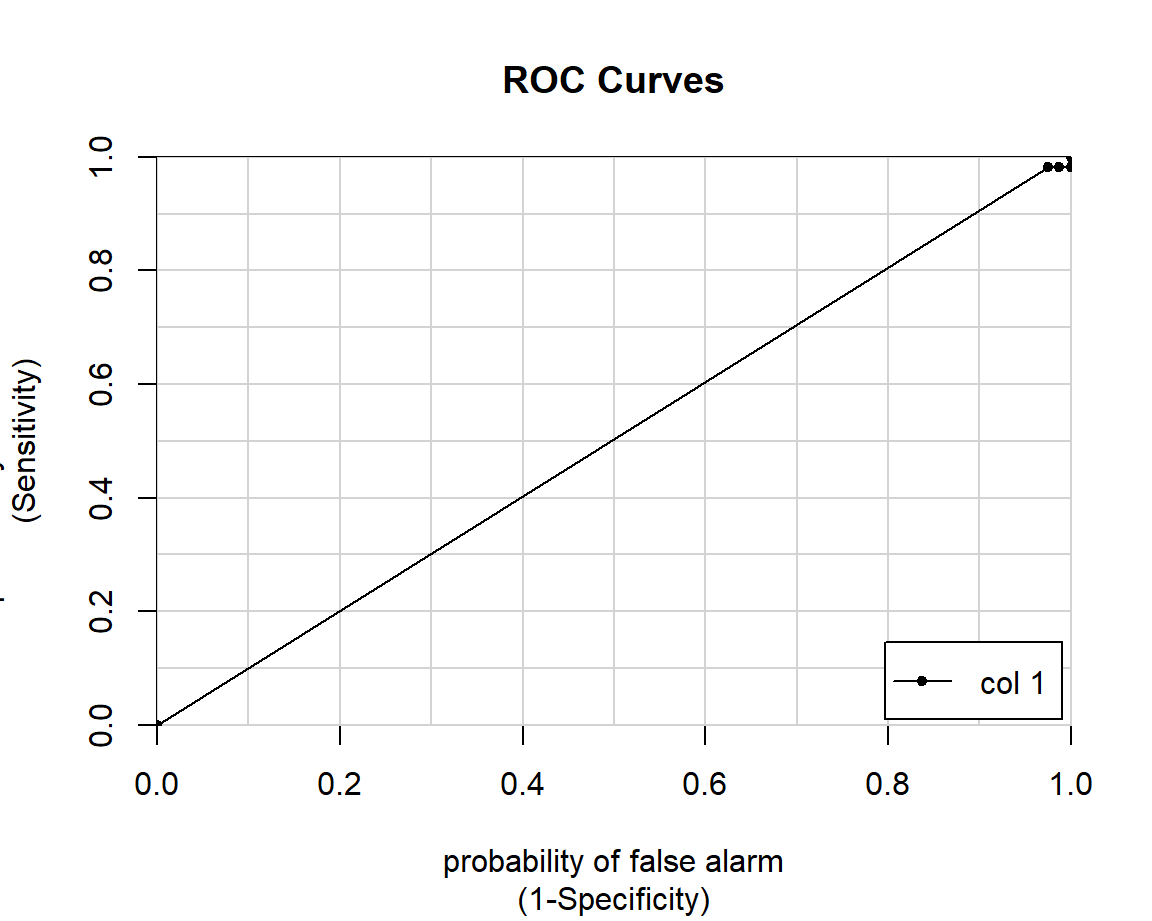 ROC Curves
(Sensitivity)
1.0
0.8
0.6
0.4
0.2
0.0
col 1
0.0 0.2 0.4 0.6 0.8 1.0
probability of false alarm
(1-Specificity)